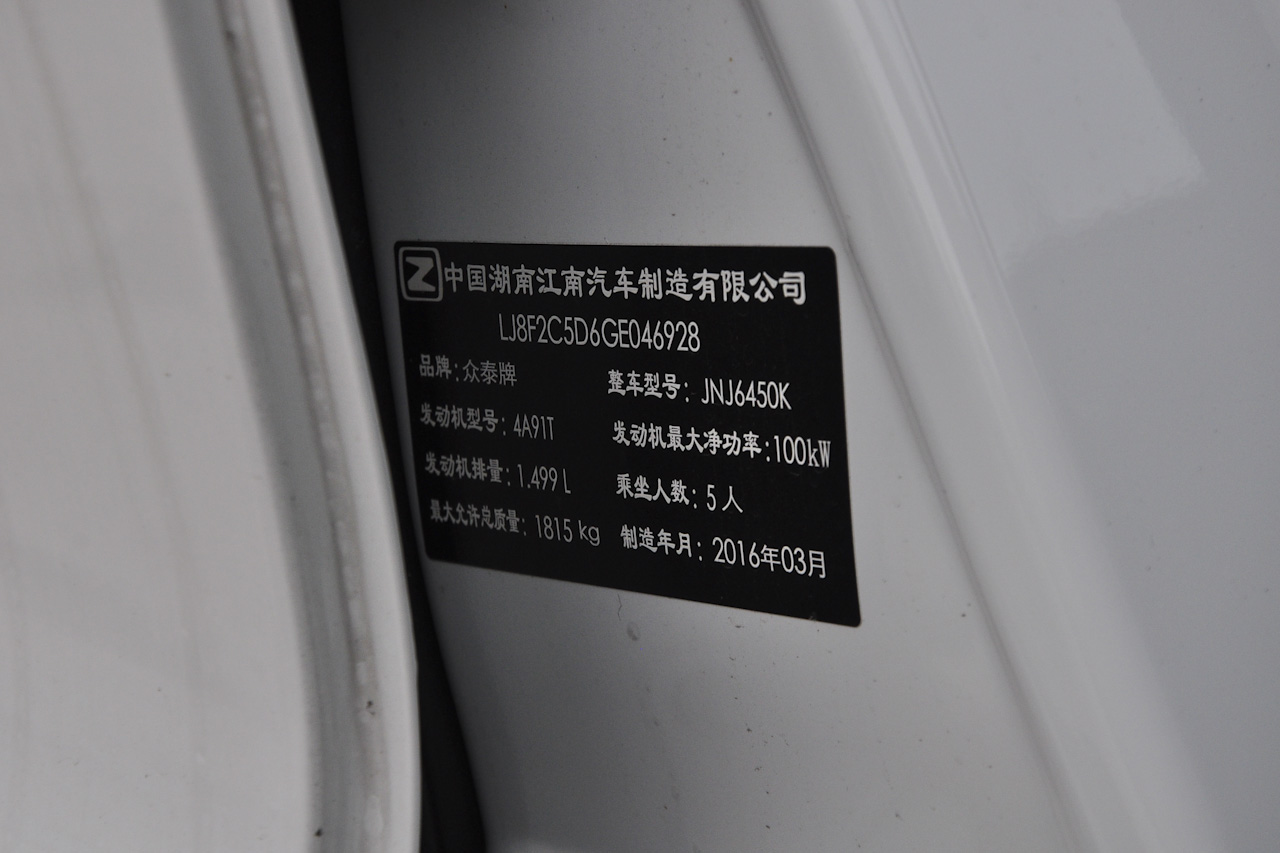 Z中国湖南江南汽车制造有限公司
LJ8F2C5D6GE046928
品牌:众泰牌 整车型号: JNJ6450K
发动机型号: 4A91T 发动机最大净功率:100kW
发动机排量: 1.499 L 乘坐人数: 5 人
最大允许总质量: 1815 kg 制造年月: 2016年03月